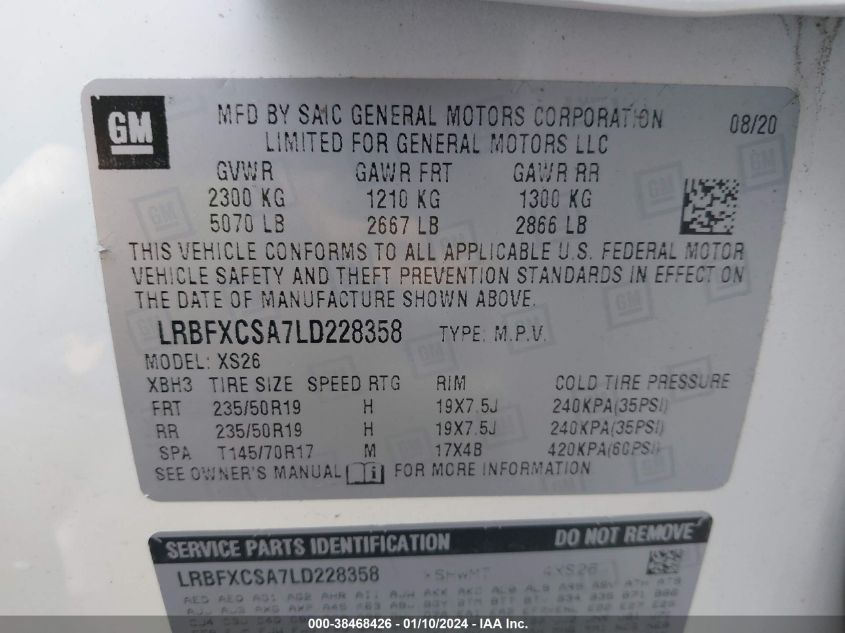 GM
MFD BY SAIC GENERAL MOTORS CORPORATION
LIMITED FOR GENERAL MOTORS LLC
08/20
GVWR GAWR FRT GAWR RR
2300 KG 1210 KG 1300 KG
5070 LB 2667 LB 2866 LB
THIS VEHICLE CONFORMS TO ALL APPLICABLE U.S. FEDERAL MOTOR
VEHICLE SAFETY AND THEFT PREVENTION STANDARDS IN EFFECT ON
THE DATE OF MANUFACTURE SHOWN ABOVE.
LRBFXCSA7LD228358 TYPE: M.P.V.
MODEL: XS26
XBH3 TIRE SIZE SPEED RTG RIM COLD TIRE PRESSURE
FRT 235/50R19 H 19X7.5J 240KPA(35PSI)
RR 235/50R19 H 19X7.5J 240KPA(35PSI)
SPA T145/70R17 M 17X4B 420KPA(60PSI)
SEE OWNER'S MANUAL FOR MORE INFORMATION
SERVICE PARTS IDENTIFICATION DO NOT REMOVE
LRBFXCSA7LD228358 4XS26
000-38468426 - 01/10/2024 - IAA Inc.